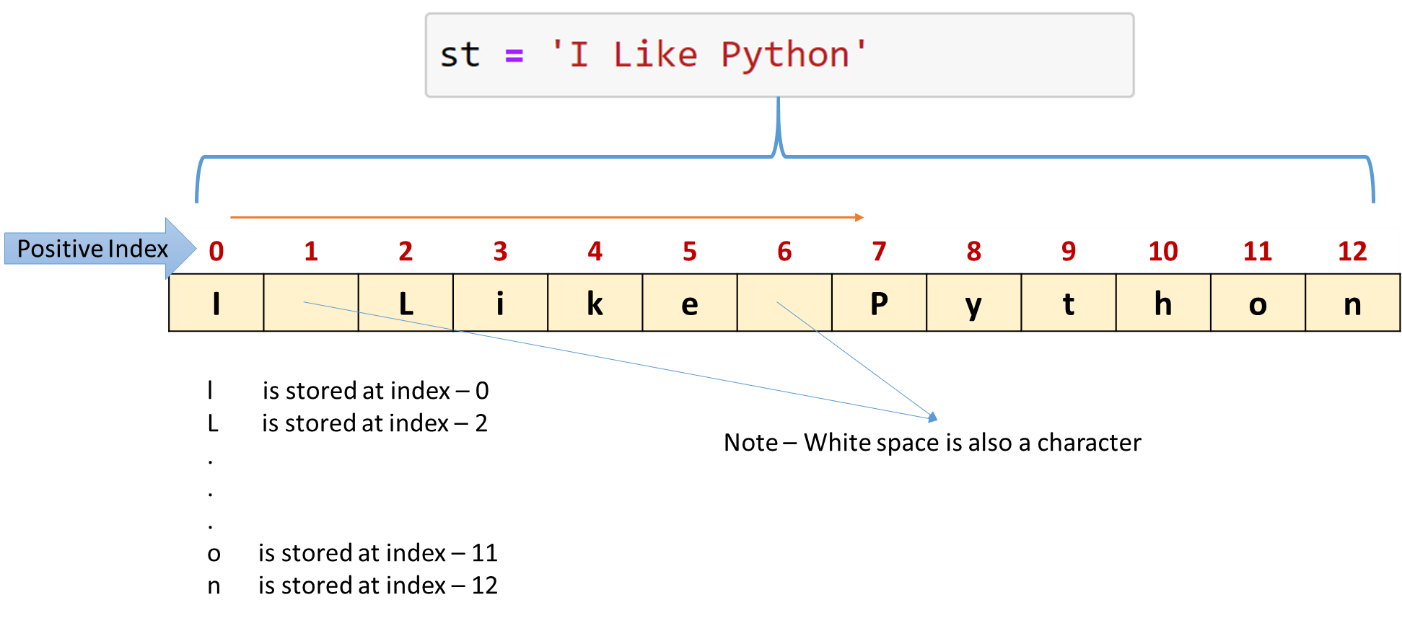 st = 'I Like Python'
Positive Index 0 1 2 3 4 5 6 7 8 9 10 11 12
I L i k e P y t h o n
I is stored at index – 0
L is stored at index – 2
.
Note – White space is also a character
.
.
o is stored at index – 11
n is stored at index – 12